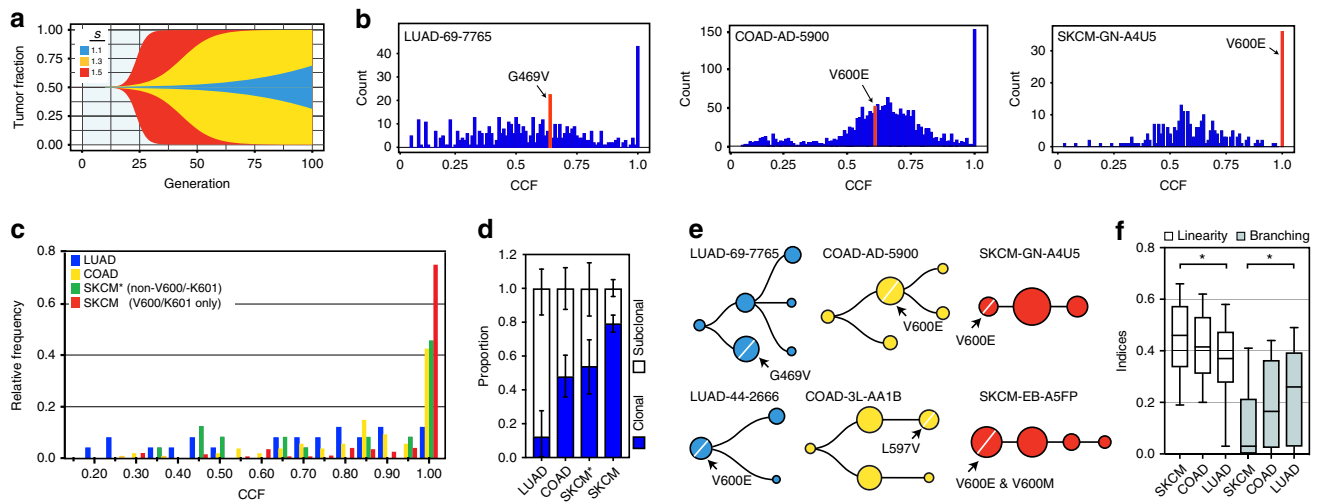 a
Tumor fraction
1.00
0.75
0.50
0.25
0.00
s
1.1
1.3
1.5
0 25 50 75 100
Generation
b
LUAD-69-7765
G469V
Count
40
30
20
10
0
0 0.25 0.5 0.75 1.0
CCF
COAD-AD-5900
V600E
Count
150
100
50
0
0 0.25 0.5 0.75 1.0
CCF
SKCM-GN-A4U5
V600E
Count
30
20
10
0
0 0.25 0.5 0.75 1.0
CCF
c
Relative frequency
0.8
0.6
0.4
0.2
0.0
LUAD
COAD
SKCM* (non-V600/-K601)
SKCM (V600/K601 only)
0.20 0.30 0.40 0.50 0.60 0.70 0.80 0.90 1.00
CCF
d
Proportion
1.2
1.0
0.8
0.6
0.4
0.2
0.0
LUAD COAD SKCM* SKCM
Subclonal
Clonal
e
LUAD-69-7765
G469V
COAD-AD-5900
V600E
SKCM-GN-A4U5
V600E
LUAD-44-2666
V600E
COAD-3L-AA1B
L597V
SKCM-EB-A5FP
V600E & V600M
f
Linearity Branching
Indices
0.8
0.6
0.4
0.2
0.0
* *
SKCM COAD LUAD SKCM COAD LUAD